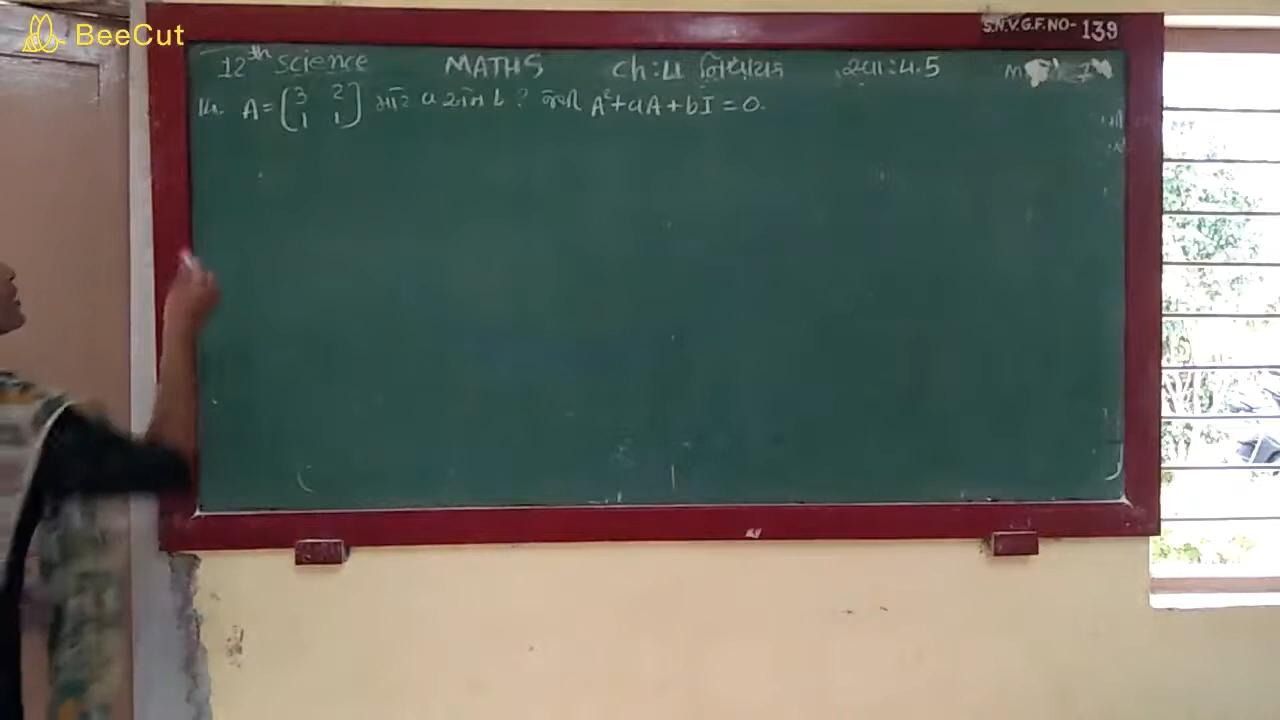 BeeCut
S.N.V.G.F.NO- 139
12th Science MATHS Ch:4 નિશ્ચાયક સ્વા:4.5
14. A = [3 2 માટે a અને b ? જેથી A²+aA+bI=0.
1 1]